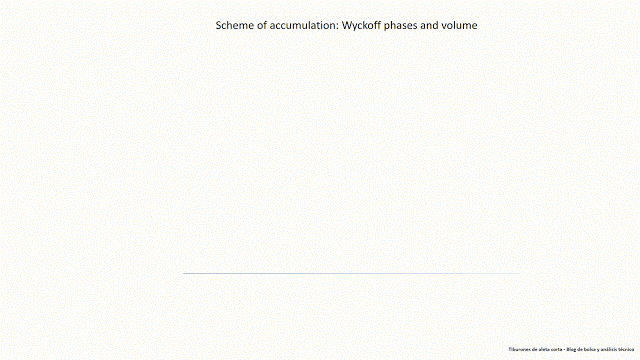 Scheme of accumulation: Wyckoff phases and volume
Tiburones de aleta corta - Blog de bolsa y análisis técnico